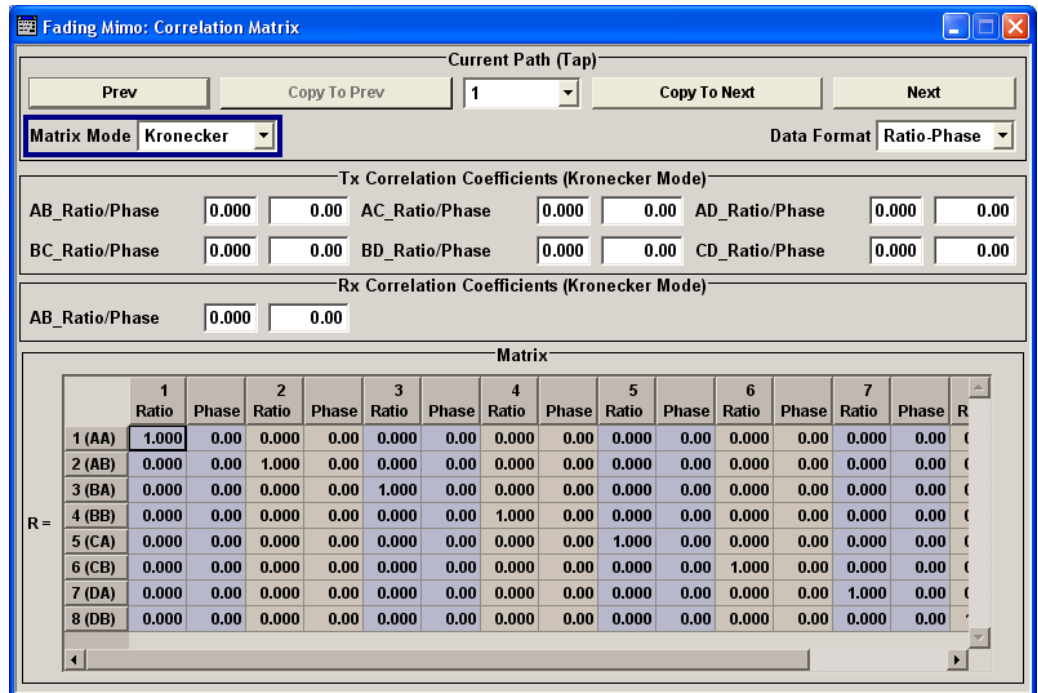 Fading Mimo: Correlation Matrix
Current Path (Tap)
Prev Copy To Prev 1 Copy To Next Next
Matrix Mode Kronecker Data Format Ratio-Phase
Tx Correlation Coefficients (Kronecker Mode)
AB_Ratio/Phase 0.000 0.00 AC_Ratio/Phase 0.000 0.00 AD_Ratio/Phase 0.000 0.00
BC_Ratio/Phase 0.000 0.00 BD_Ratio/Phase 0.000 0.00 CD_Ratio/Phase 0.000 0.00
Rx Correlation Coefficients (Kronecker Mode)
AB_Ratio/Phase 0.000 0.00
Matrix
1 2 3 4 5 6 7
Ratio Phase Ratio Phase Ratio Phase Ratio Phase Ratio Phase Ratio Phase Ratio Phase R
1 (AA) 1.000 0.00 0.000 0.00 0.000 0.00 0.000 0.00 0.000 0.00 0.000 0.00 0.000 0.00
2 (AB) 0.000 0.00 1.000 0.00 0.000 0.00 0.000 0.00 0.000 0.00 0.000 0.00 0.000 0.00
3 (BA) 0.000 0.00 0.000 0.00 1.000 0.00 0.000 0.00 0.000 0.00 0.000 0.00 0.000 0.00
R = 4 (BB) 0.000 0.00 0.000 0.00 0.000 0.00 1.000 0.00 0.000 0.00 0.000 0.00 0.000 0.00
5 (CA) 0.000 0.00 0.000 0.00 0.000 0.00 0.000 0.00 1.000 0.00 0.000 0.00 0.000 0.00
6 (CB) 0.000 0.00 0.000 0.00 0.000 0.00 0.000 0.00 0.000 0.00 1.000 0.00 0.000 0.00
7 (DA) 0.000 0.00 0.000 0.00 0.000 0.00 0.000 0.00 0.000 0.00 0.000 0.00 1.000 0.00
8 (DB) 0.000 0.00 0.000 0.00 0.000 0.00 0.000 0.00 0.000 0.00 0.000 0.00 0.000 0.00